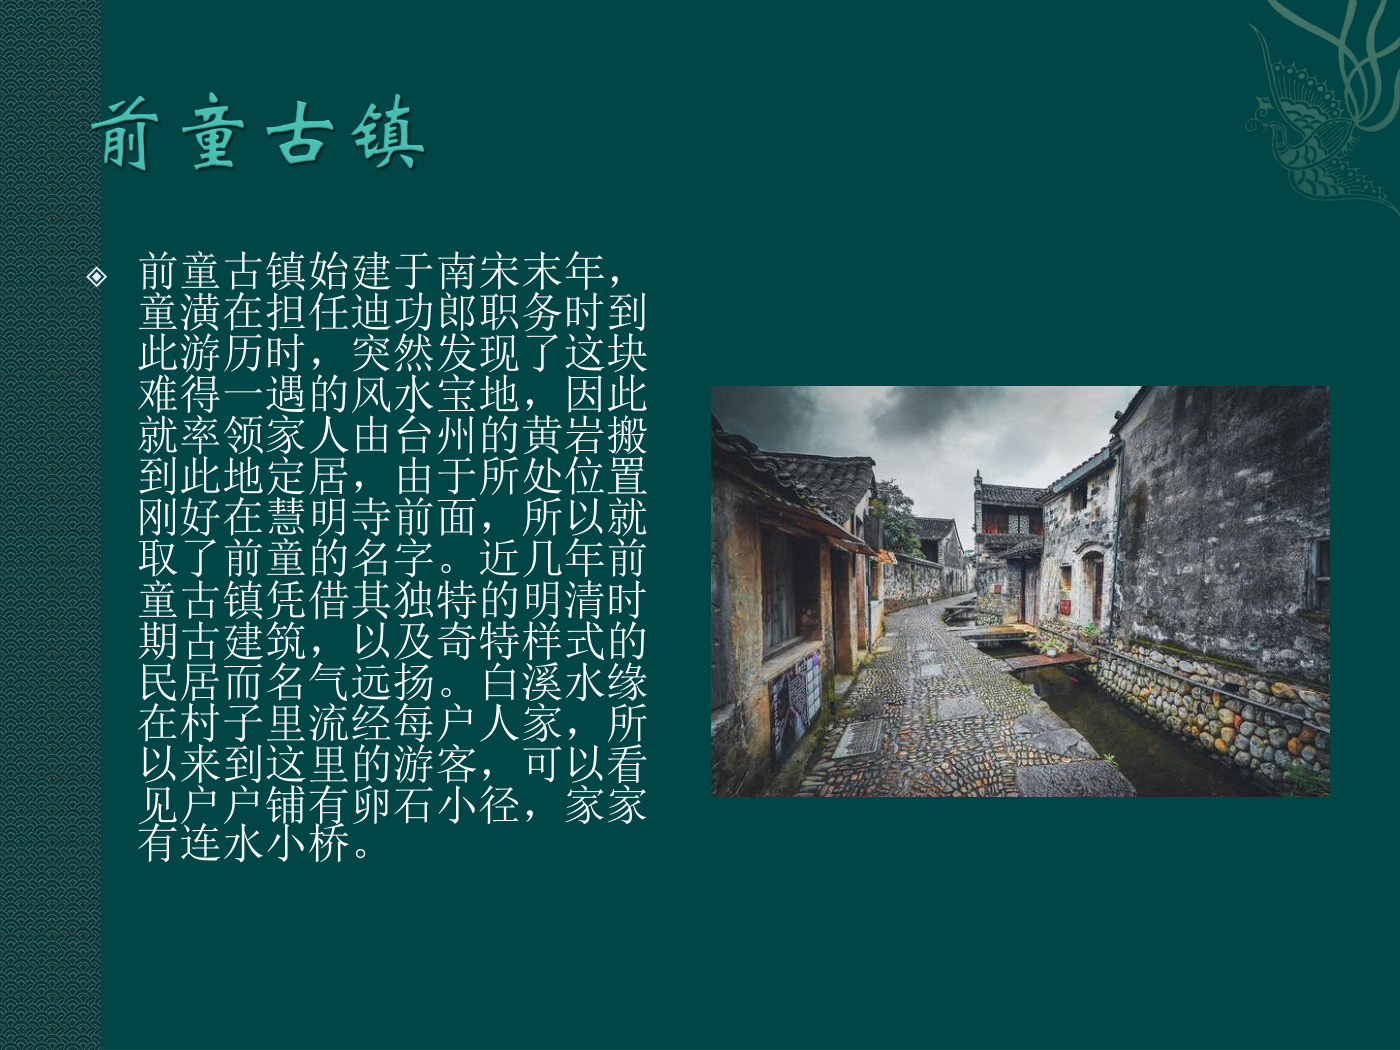 前童古镇
前童古镇始建于南宋末年，
童潢在担任迪功郎职务时到
此游历时，突然发现了这块
难得一遇的风水宝地，因此
就率领家人由台州的黄岩搬
到此地定居，由于所处位置
刚好在慧明寺前面，所以就
取了前童的名字。近几年前
童古镇凭借其独特的明清时
期古建筑，以及奇特样式的
民居而名气远扬。白溪水缘
在村子里流经每户人家，所
以来到这里的游客，可以看
见户户铺有卵石小径，家家
有连水小桥。